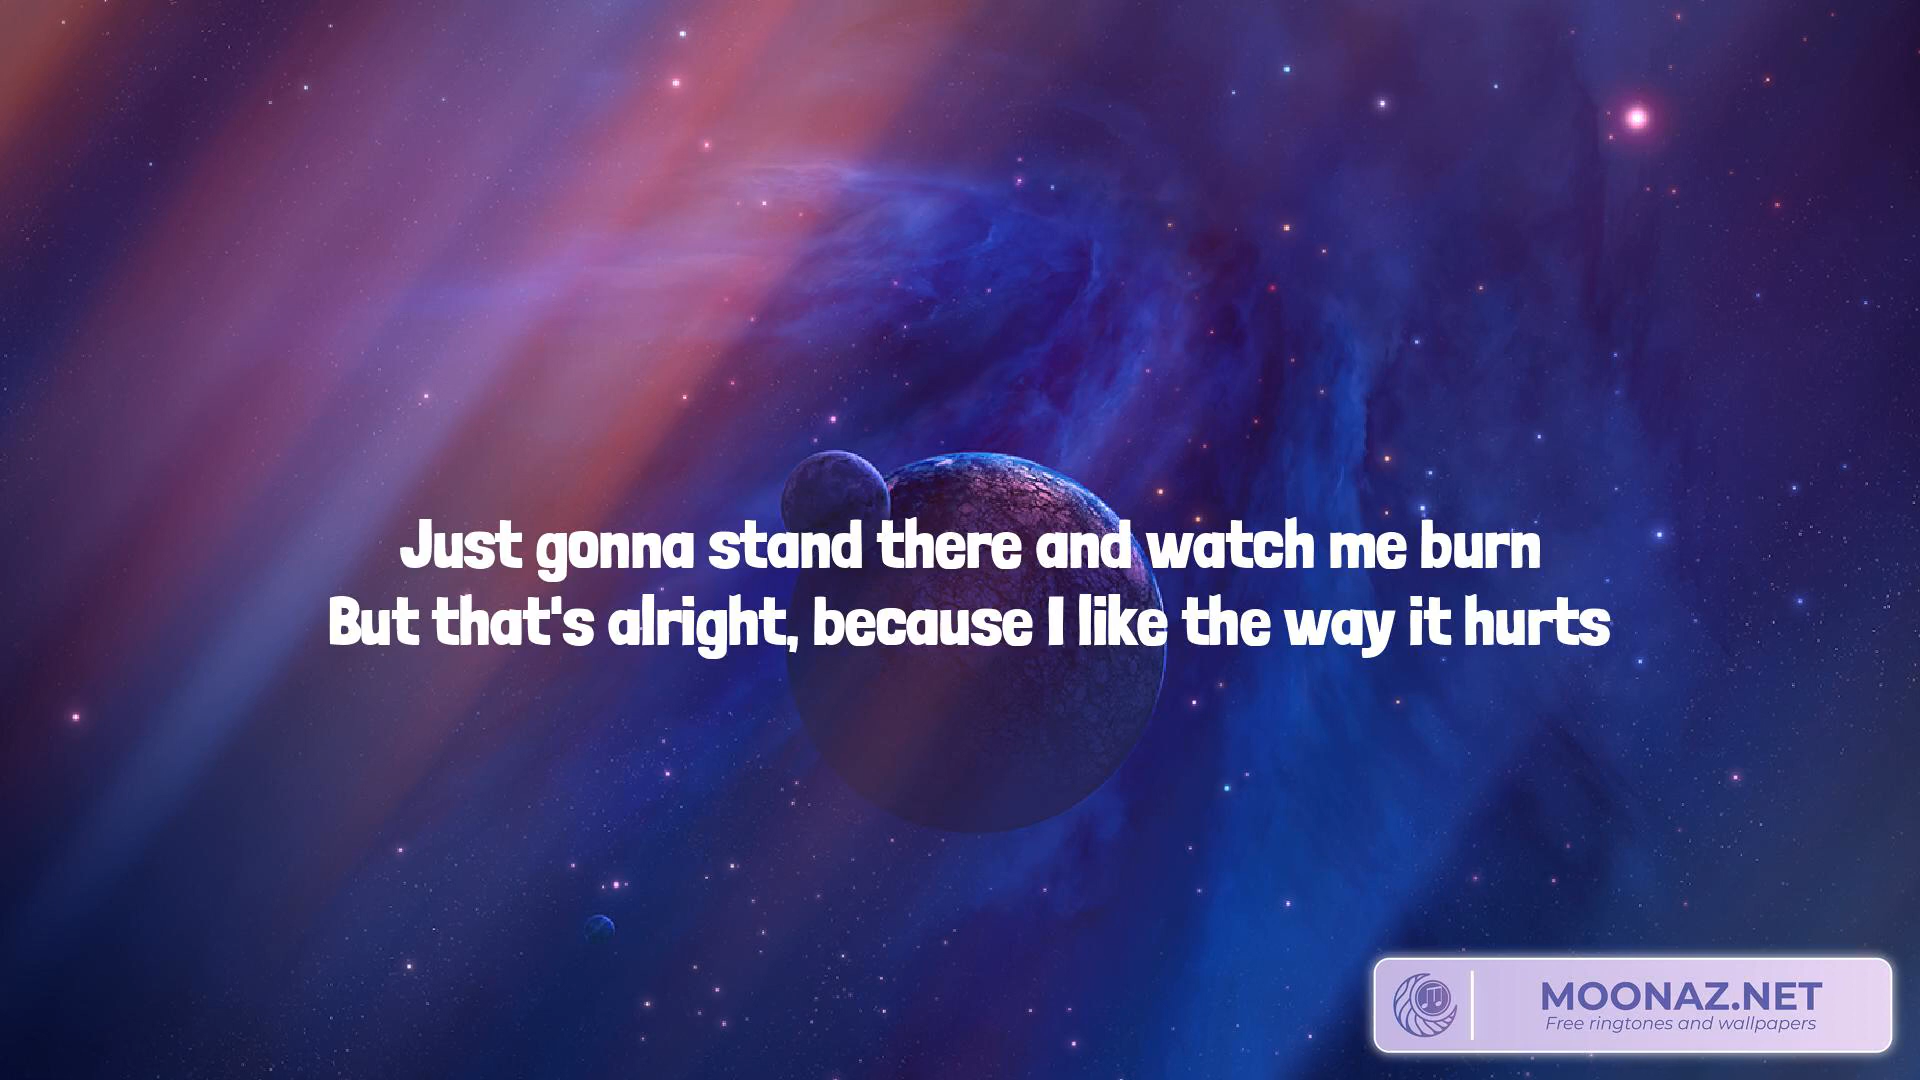 Just gonna stand there and watch me burn
But that's alright, because I like the way it hurts
MOONAZ.NET
Free ringtones and wallpapers